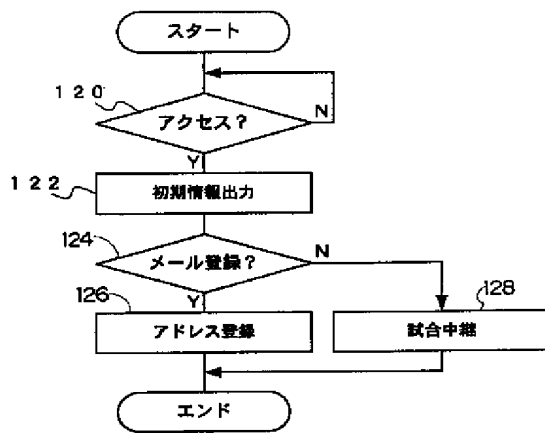 スタート
120
アクセス?
N
Y
122
初期情報出力
124
メール登録?
N
Y
126
アドレス登録
128
試合中継
エンド